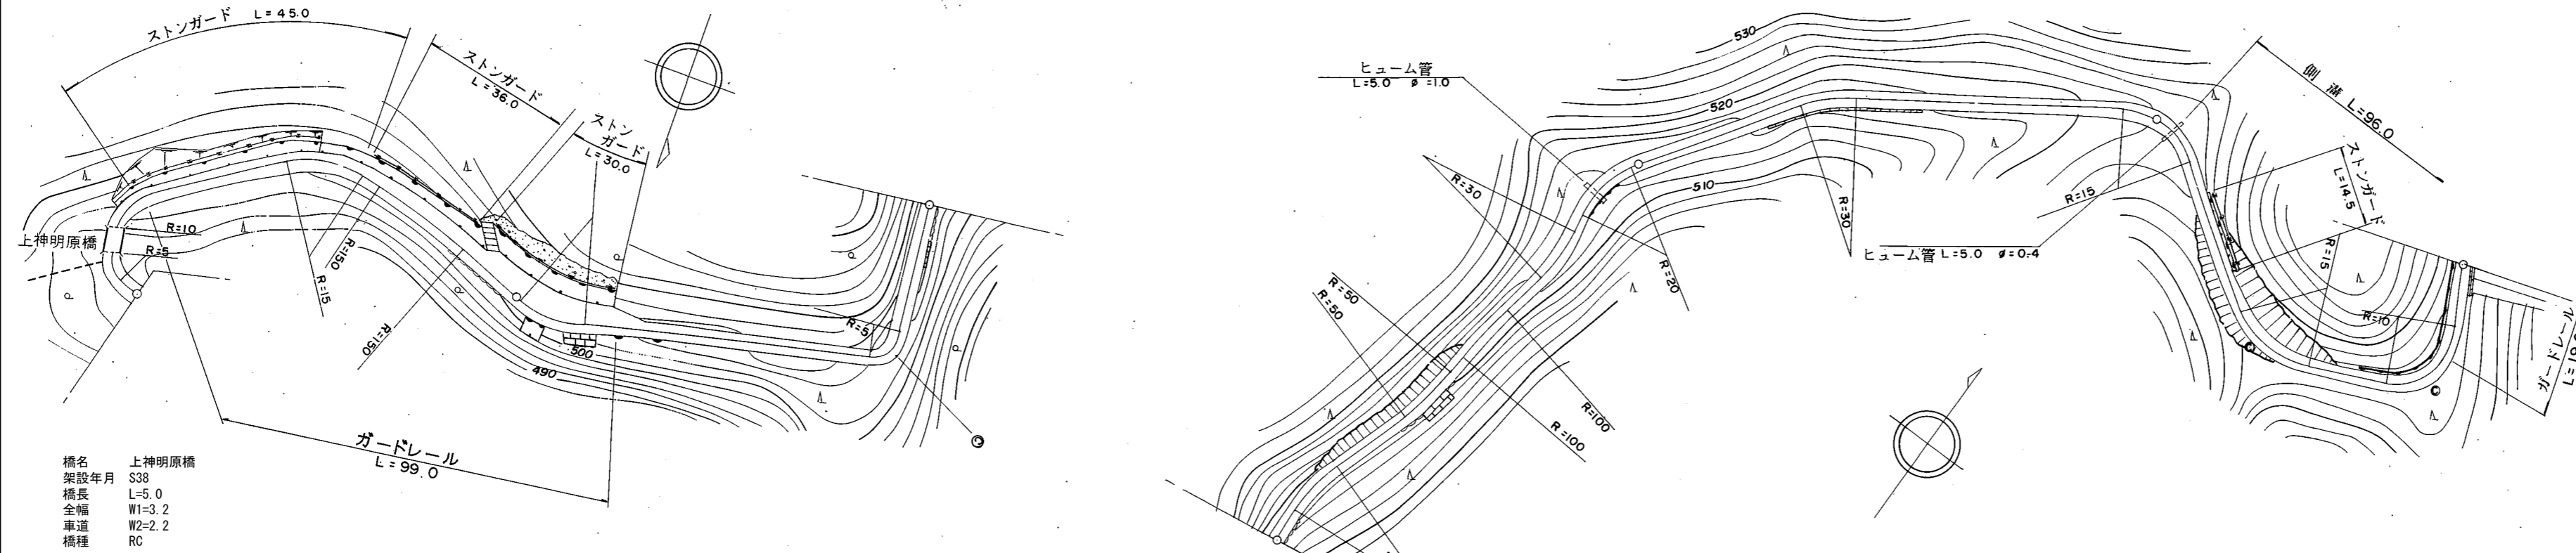 ストンガード L=45.0
ストンガード
L=36.0
ストン
ガード
L=30.0
上神明原橋
R=10
R=5
R=15
R=150
R=150
R=5
500
490
ガードレール
L=99.0
橋名 上神明原橋
架設年月 S38
橋長 L=5.0
全幅 W1=3.2
車道 W2=2.2
橋種 RC
ヒューム管
L=5.0 ø=1.0
530
520
510
R=30
R=20
R=30
R=15
ヒューム管 L=5.0 ø=0.4
側溝 L=96.0
ストンガード
L=14.5
R=15
R=10
ガードレール
R=50
R=50
R=100
R=100